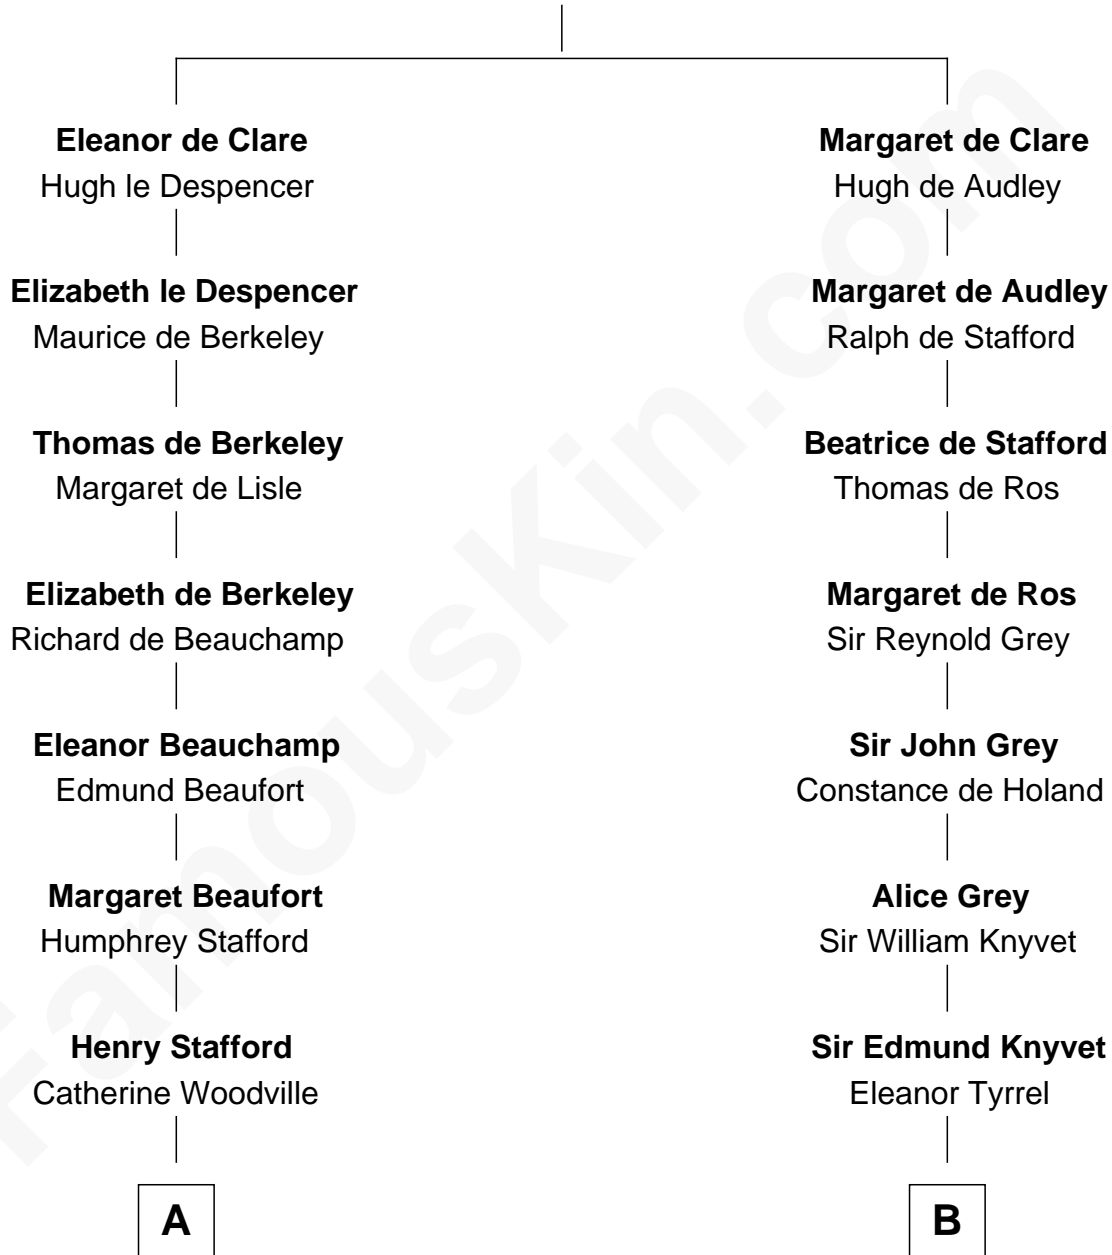 Eleanor de Clare
Hugh le Despencer
Elizabeth le Despencer
Maurice de Berkeley
Thomas de Berkeley
Margaret de Lisle
Elizabeth de Berkeley
Richard de Beauchamp
Eleanor Beauchamp
Edmund Beaufort
Margaret Beaufort
Humphrey Stafford
Henry Stafford
Catherine Woodville
A
Margaret de Clare
Hugh de Audley
Margaret de Audley
Ralph de Stafford
Beatrice de Stafford
Thomas de Ros
Margaret de Ros
Sir Reynold Grey
Sir John Grey
Constance de Holand
Alice Grey
Sir William Knyvet
Sir Edmund Knyvet
Eleanor Tyrrel
B
FamousKin.com